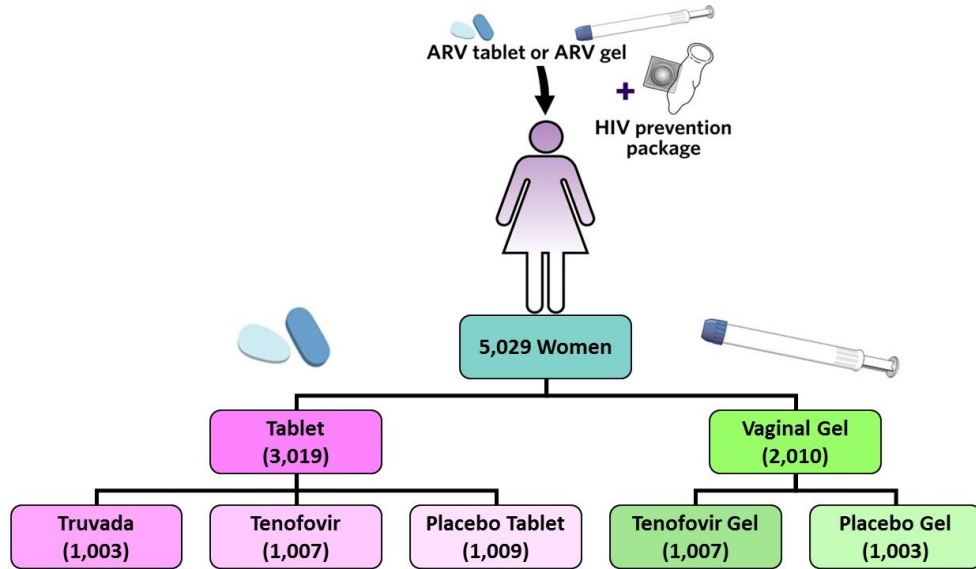 ARV tablet or ARV gel
+
HIV prevention
package
5,029 Women
Tablet
(3,019)
Vaginal Gel
(2,010)
Truvada
(1,003)
Tenofovir
(1,007)
Placebo Tablet
(1,009)
Tenofovir Gel
(1,007)
Placebo Gel
(1,003)